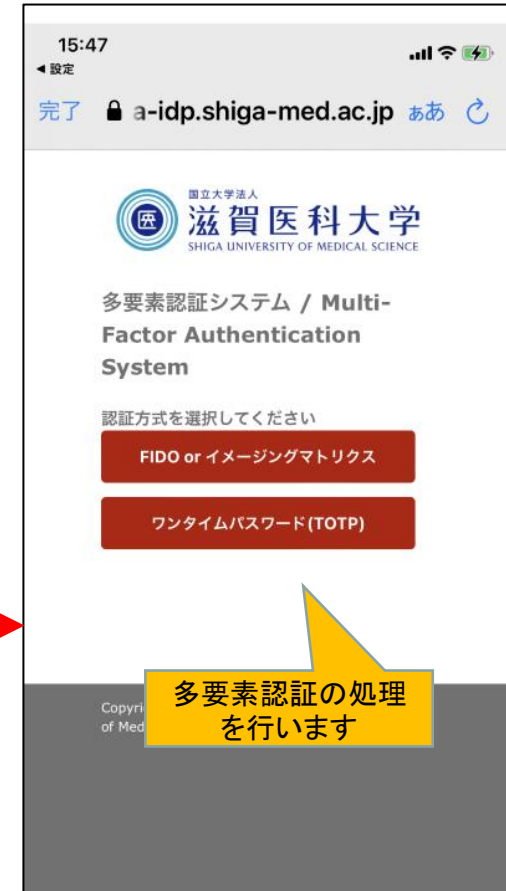 15:47
◀ 設定
完了 a-idp.shiga-med.ac.jp ぁあ
国立大学法人
医 滋賀医科大学
SHIGA UNIVERSITY OF MEDICAL SCIENCE
多要素認証システム / Multi-
Factor Authentication
System
認証方式を選択してください
FIDO or イメージングマトリクス
ワンタイムパスワード(TOTP)
多要素認証の処理
を行います
Copyri
of Med